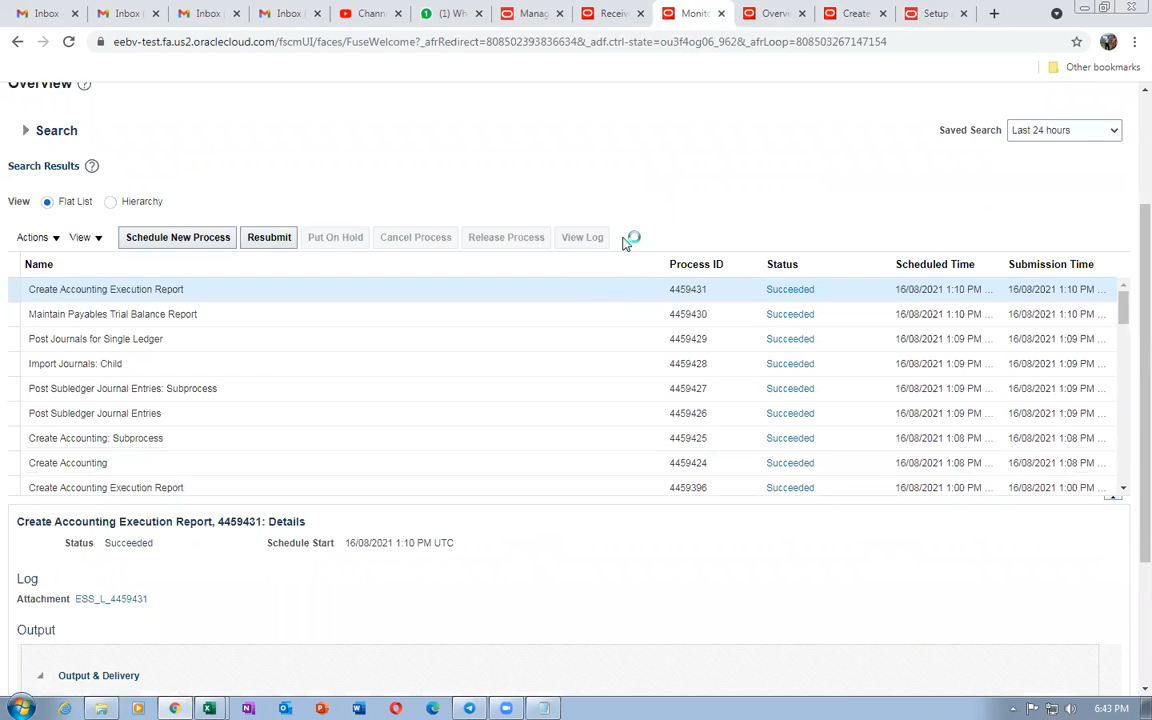 Inbox - Inbox ( Inbox ( Inbox ( Chann (1) Wh Manag Receiv Monito Overv Create Setup
eebv-test.fa.us2.oraclecloud.com/fscmUI/faces/FuseWelcome?_afrRedirect=8085023938366348&_adf.ctrl-state=ou3f4og06_962&_afrLoop=808503267147154
Other bookmarks
Overview
Search
Saved Search Last 24 hours
Search Results
View Flat List Hierarchy
Actions View Schedule New Process Resubmit Put On Hold Cancel Process Release Process View Log
Name Process ID Status Scheduled Time Submission Time
Create Accounting Execution Report 4459431 Succeeded 16/08/2021 1:10 PM ... 16/08/2021 1:10 PM ...
Maintain Payables Trial Balance Report 4459430 Succeeded 16/08/2021 1:10 PM ... 16/08/2021 1:10 PM ...
Post Journals for Single Ledger 4459429 Succeeded 16/08/2021 1:09 PM ... 16/08/2021 1:09 PM ...
Import Journals: Child 4459428 Succeeded 16/08/2021 1:09 PM ... 16/08/2021 1:09 PM ...
Post Subledger Journal Entries: Subprocess 4459427 Succeeded 16/08/2021 1:09 PM ... 16/08/2021 1:09 PM ...
Post Subledger Journal Entries 4459426 Succeeded 16/08/2021 1:09 PM ... 16/08/2021 1:09 PM ...
Create Accounting: Subprocess 4459425 Succeeded 16/08/2021 1:08 PM ... 16/08/2021 1:08 PM ...
Create Accounting 4459424 Succeeded 16/08/2021 1:08 PM ... 16/08/2021 1:08 PM ...
Create Accounting Execution Report 4459396 Succeeded 16/08/2021 1:00 PM ... 16/08/2021 1:00 PM ...
Create Accounting Execution Report, 4459431: Details
Status Succeeded Schedule Start 16/08/2021 1:10 PM UTC
Log
Attachment ESS_L_4459431
Output
Output & Delivery
6:43 PM